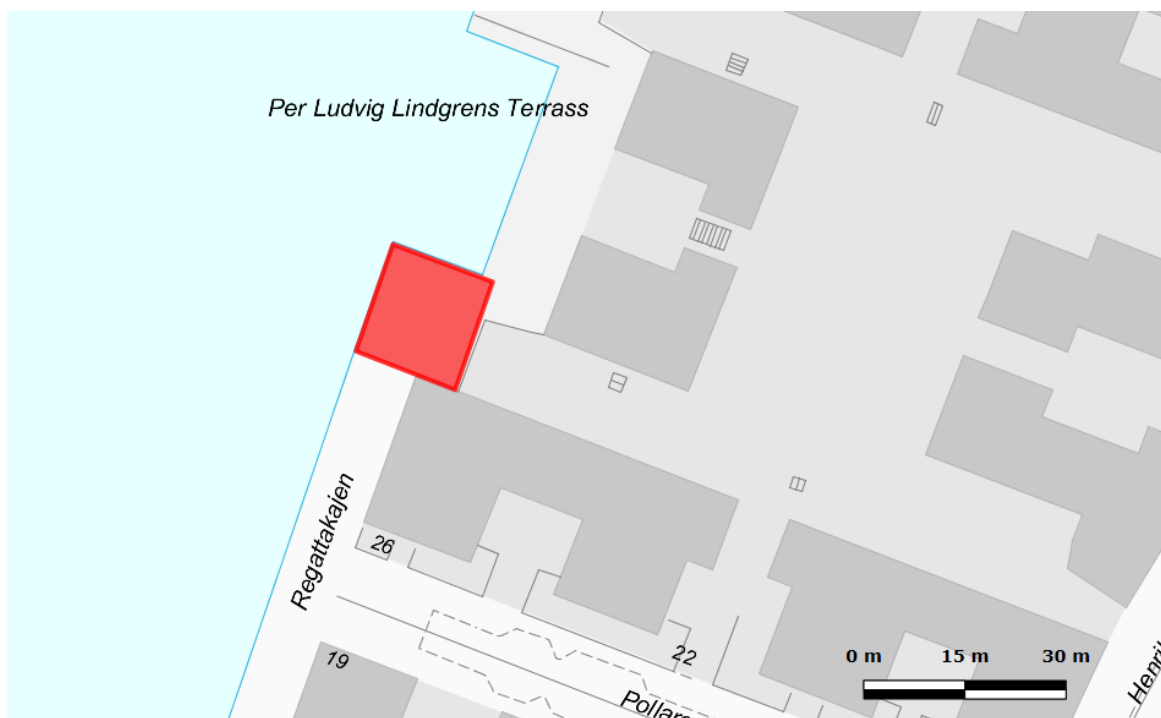 Per Ludvig Lindgrens Terrass
Regattakajen
26
22
19
0 m 15 m 30 m